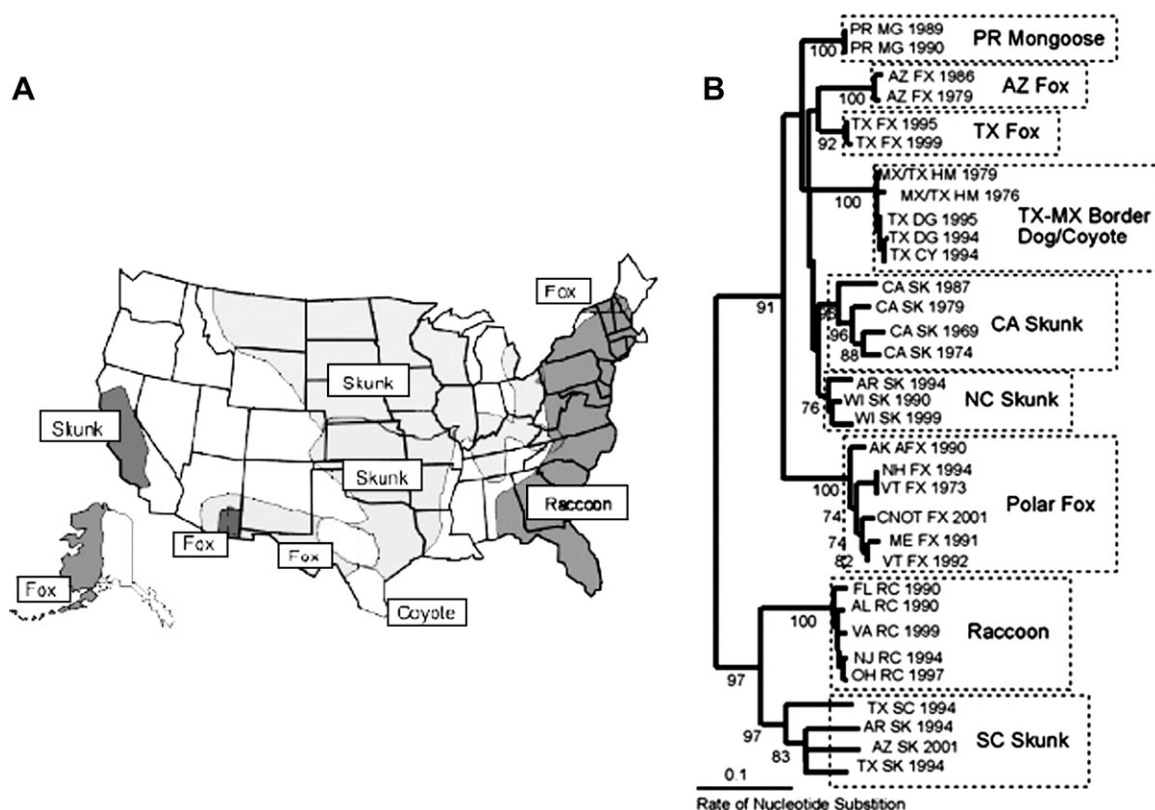 A
Fox
Skunk
Skunk
Skunk
Raccoon
Fox
Fox
Fox
Coyote
B
PR MG 1989
PR MG 1990
100
PR Mongoose
AZ FX 1986
AZ FX 1979
100
AZ Fox
TX FX 1995
TX FX 1999
92
TX Fox
MX/TX HM 1979
MX/TX HM 1976
100
TX DG 1995
TX DG 1994
TX CY 1994
TX-MX Border
Dog/Coyote
91
CA SK 1987
CA SK 1979
96
CA SK 1969
88
CA SK 1974
CA Skunk
AR SK 1994
WI SK 1990
76
WI SK 1999
NC Skunk
AK AFX 1990
100
NH FX 1994
VT FX 1973
74
CNOT FX 2001
74
ME FX 1991
82
VT FX 1992
Polar Fox
FL RC 1990
AL RC 1990
100
VA RC 1999
NJ RC 1994
OH RC 1997
Raccoon
97
TX SC 1994
97
AR SK 1994
83
AZ SK 2001
TX SK 1994
SC Skunk
0.1
Rate of Nucleotide Substition